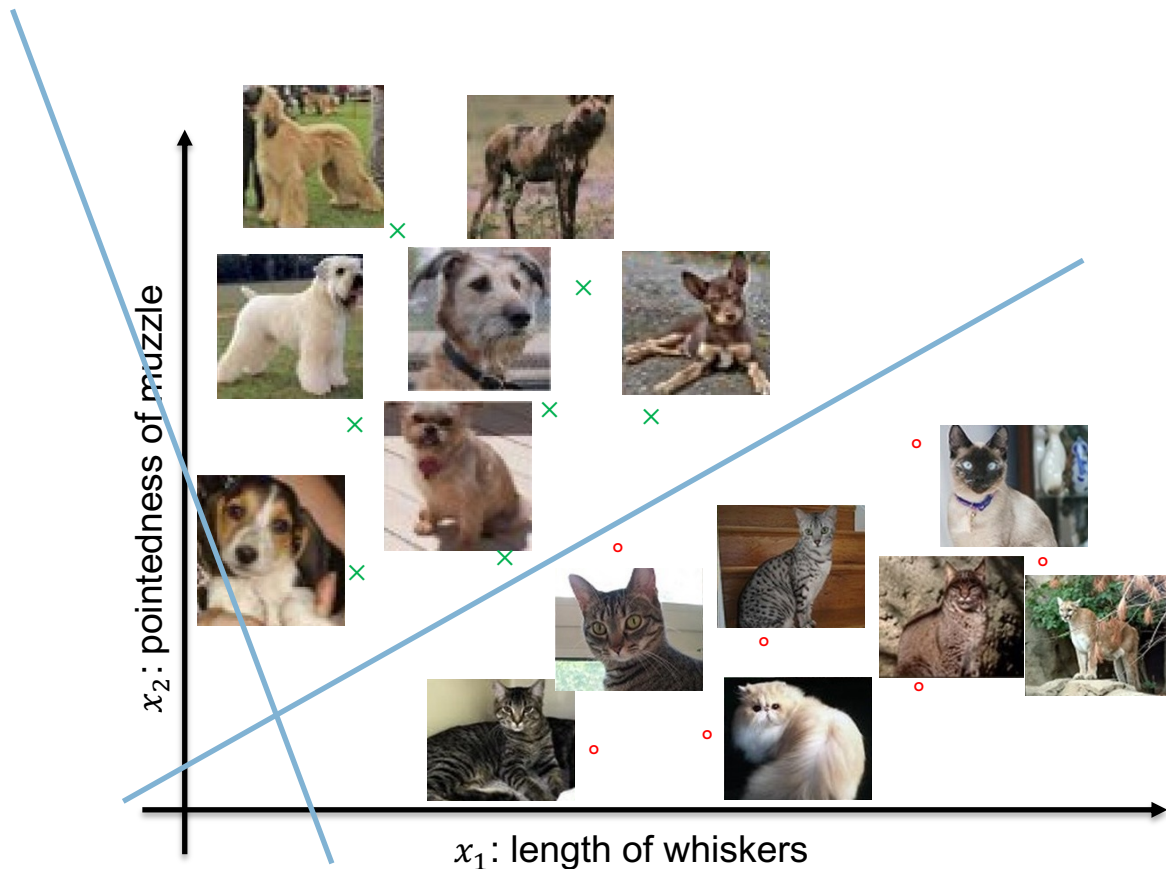 x₂: pointedness of muzzle
x₁: length of whiskers